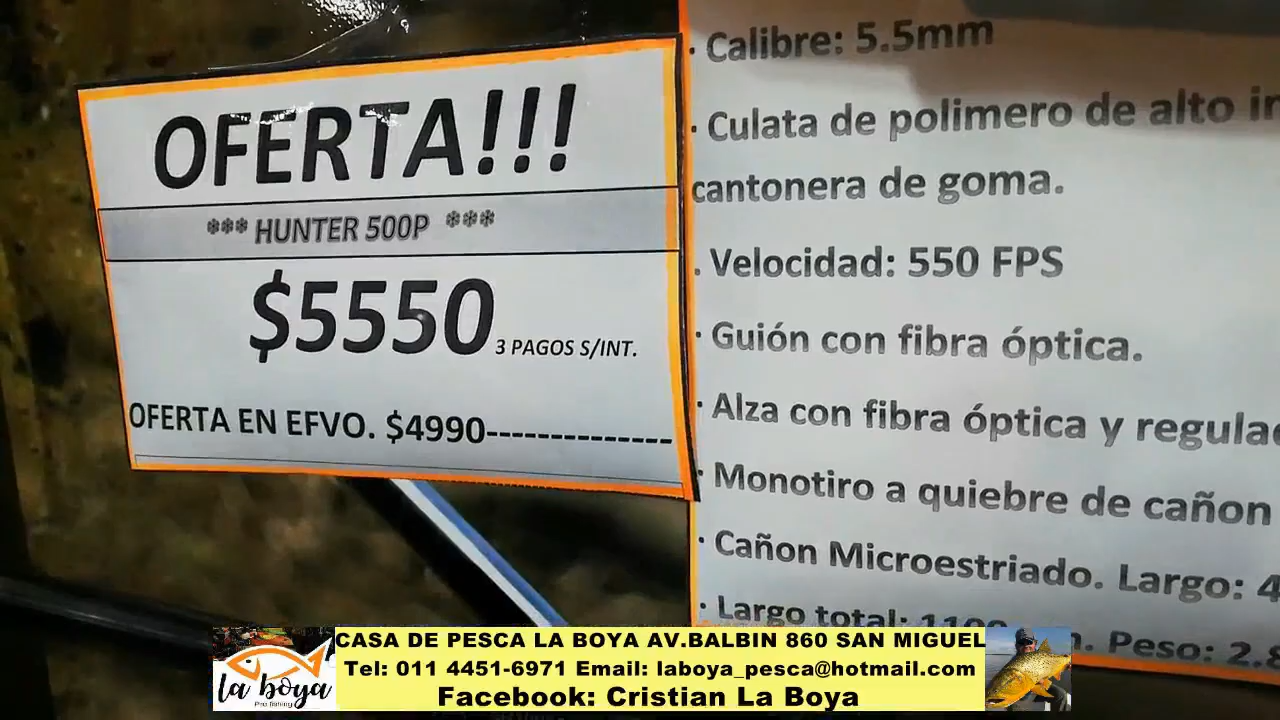 OFERTA!!!
*** HUNTER 500P ***
$5550 3 PAGOS S/INT.
OFERTA EN EFVO. $4990--------------
· Calibre: 5.5mm
· Culata de polimero de alto
cantonera de goma.
. Velocidad: 550 FPS
· Guión con fibra óptica.
· Alza con fibra óptica y
· Monotiro a quiebre de cañon
· Cañon Microestriado. Largo:
· Largo total: Peso:
la boya
Pro fishing
CASA DE PESCA LA BOYA AV.BALBIN 860 SAN MIGUEL
Tel: 011 4451-6971 Email: laboya_pesca@hotmail.com
Facebook: Cristian La Boya